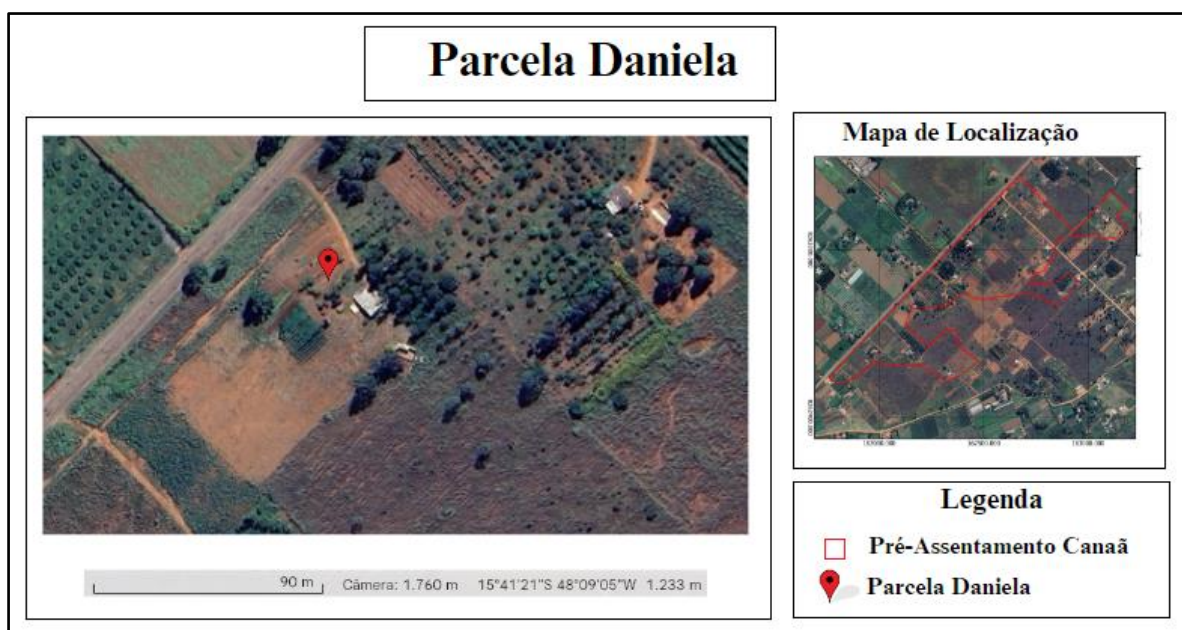 Parcela Daniela
90 m Câmera: 1.760 m 15°41'21"S 48°09'05"W 1.233 m
Mapa de Localização
Legenda
Pré-Assentamento Canaã
Parcela Daniela